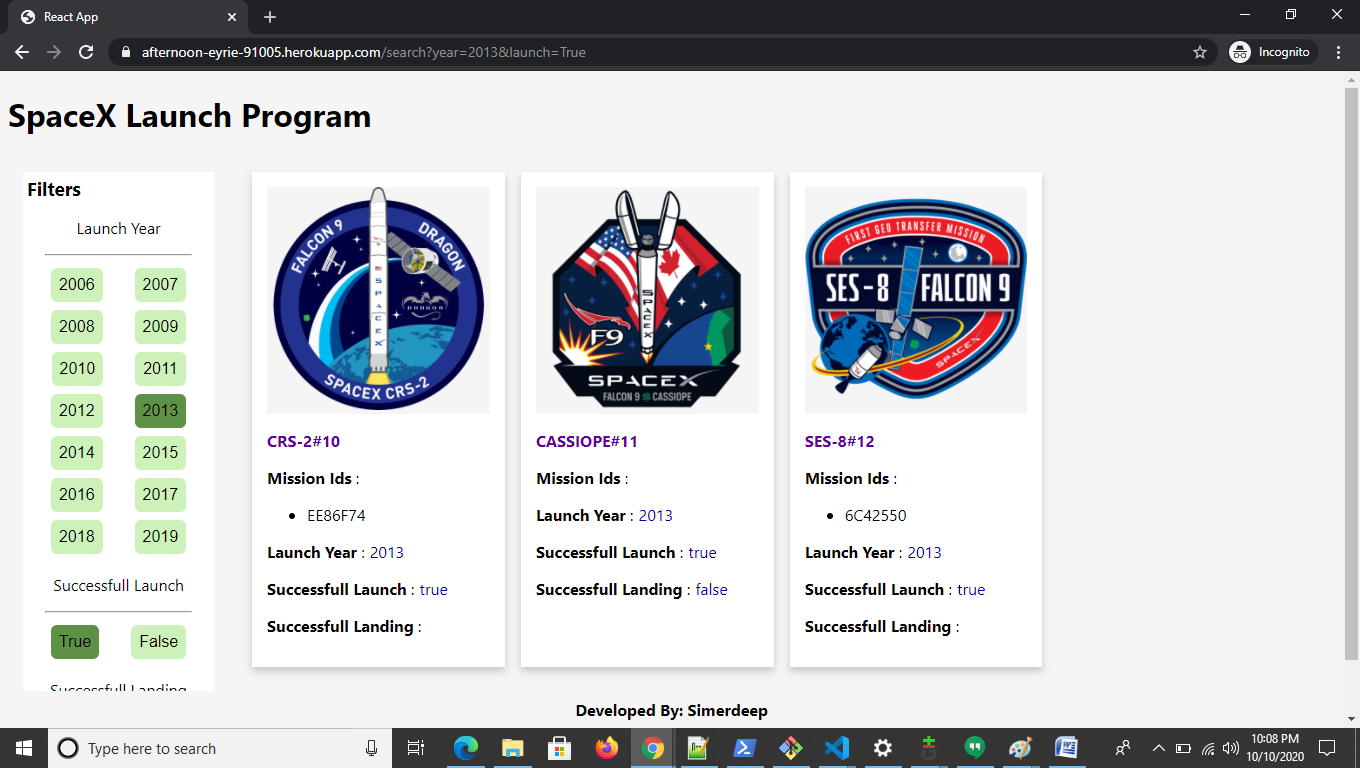 React App
afternoon-eyrie-91005.herokuapp.com/search?year=2013&launch=True
Incognito
SpaceX Launch Program
Filters
Launch Year
2006 2007
2008 2009
2010 2011
2012 2013
2014 2015
2016 2017
2018 2019
Successfull Launch
True False
Successfull Landing
FALCON 9 DRAGON
SPACEX
DRAGON
SPACEX CRS-2
CRS-2#10
Mission Ids :
EE86F74
Launch Year : 2013
Successfull Launch : true
Successfull Landing :
SPACEX
F9
SPACEX
FALCON 9 CASSIOPE
CASSIOPE#11
Mission Ids :
Launch Year : 2013
Successfull Launch : true
Successfull Landing : false
FIRST GEO TRANSFER MISSION
SES-8 FALCON 9
SPACEX
SES-8#12
Mission Ids :
6C42550
Launch Year : 2013
Successfull Launch : true
Successfull Landing :
Developed By: Simerdeep
Type here to search
10:08 PM
10/10/2020